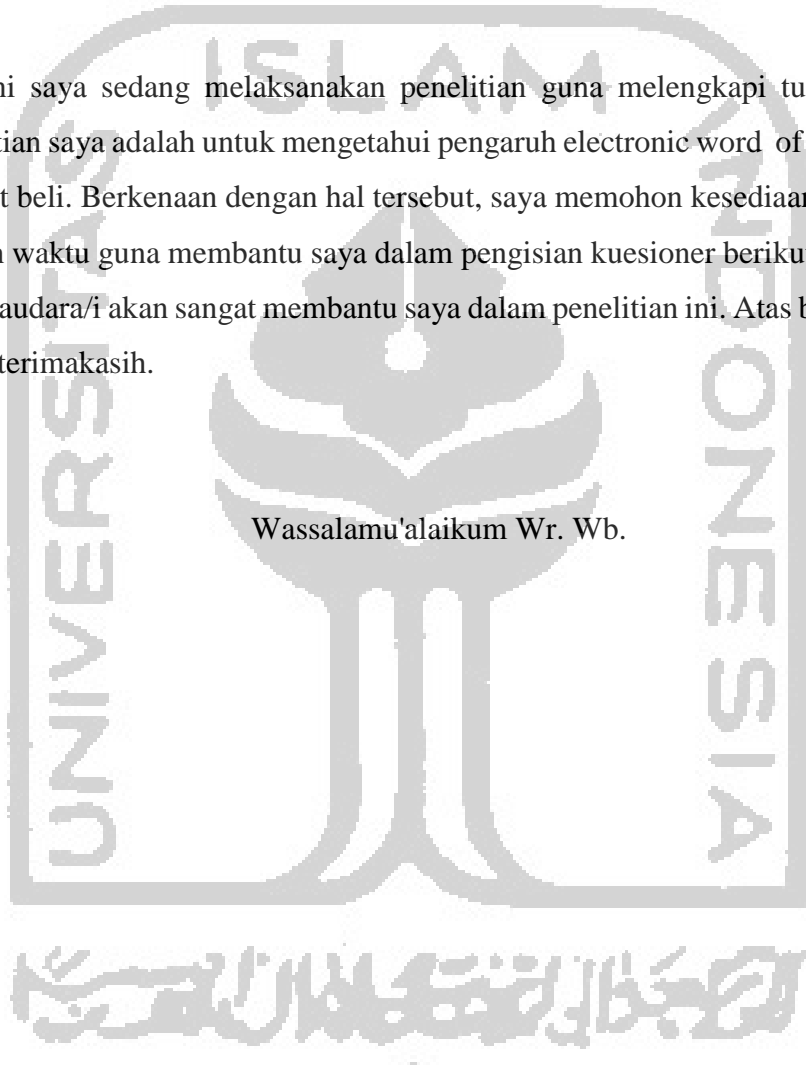 ISLAM
ni saya sedang melaksanakan penelitian guna melengkapi tu
tian saya adalah untuk mengetahui pengaruh electronic word of
t beli. Berkenaan dengan hal tersebut, saya memohon kesediaan
n waktu guna membantu saya dalam pengisian kuesioner berikut
audara/i akan sangat membantu saya dalam penelitian ini. Atas b
terimakasih.
Wassalamu'alaikum Wr. Wb.
UNIVERSITAS
INDONESIA